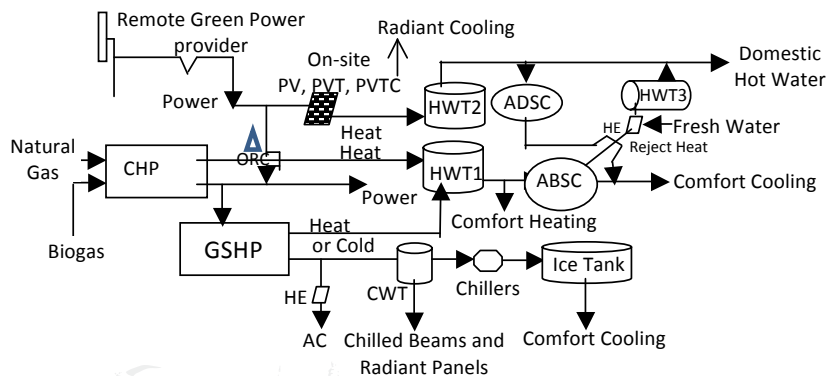 Remote Green Power
provider
Radiant Cooling
On-site
PV, PVT, PVTC
Power
HWT2
ADSC
HWT3
Domestic
Hot Water
HE
Fresh Water
Reject Heat
Heat
Heat
Natural
Gas
CHP
ORC
HWT1
ABSC
Power
Comfort Heating
Comfort Cooling
Biogas
GSHP
Heat
or Cold
HE
CWT
Chillers
Ice Tank
AC
Chilled Beams and
Radiant Panels
Comfort Cooling